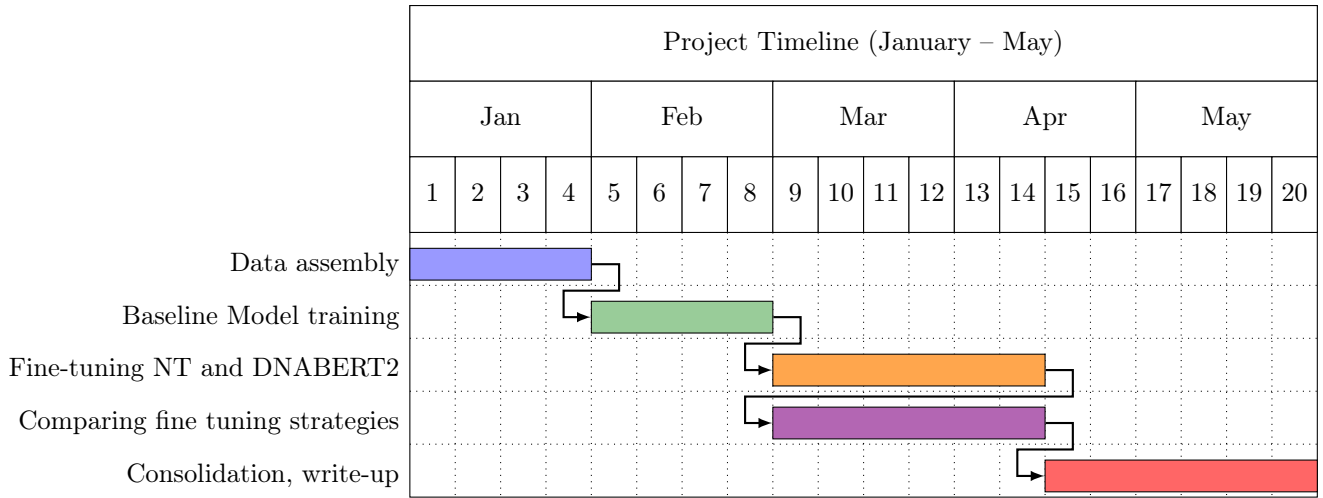 Project Timeline (January – May)
Jan Feb Mar Apr May
1 2 3 4 5 6 7 8 9 10 11 12 13 14 15 16 17 18 19 20
Data assembly
Baseline Model training
Fine-tuning NT and DNABERT2
Comparing fine tuning strategies
Consolidation, write-up